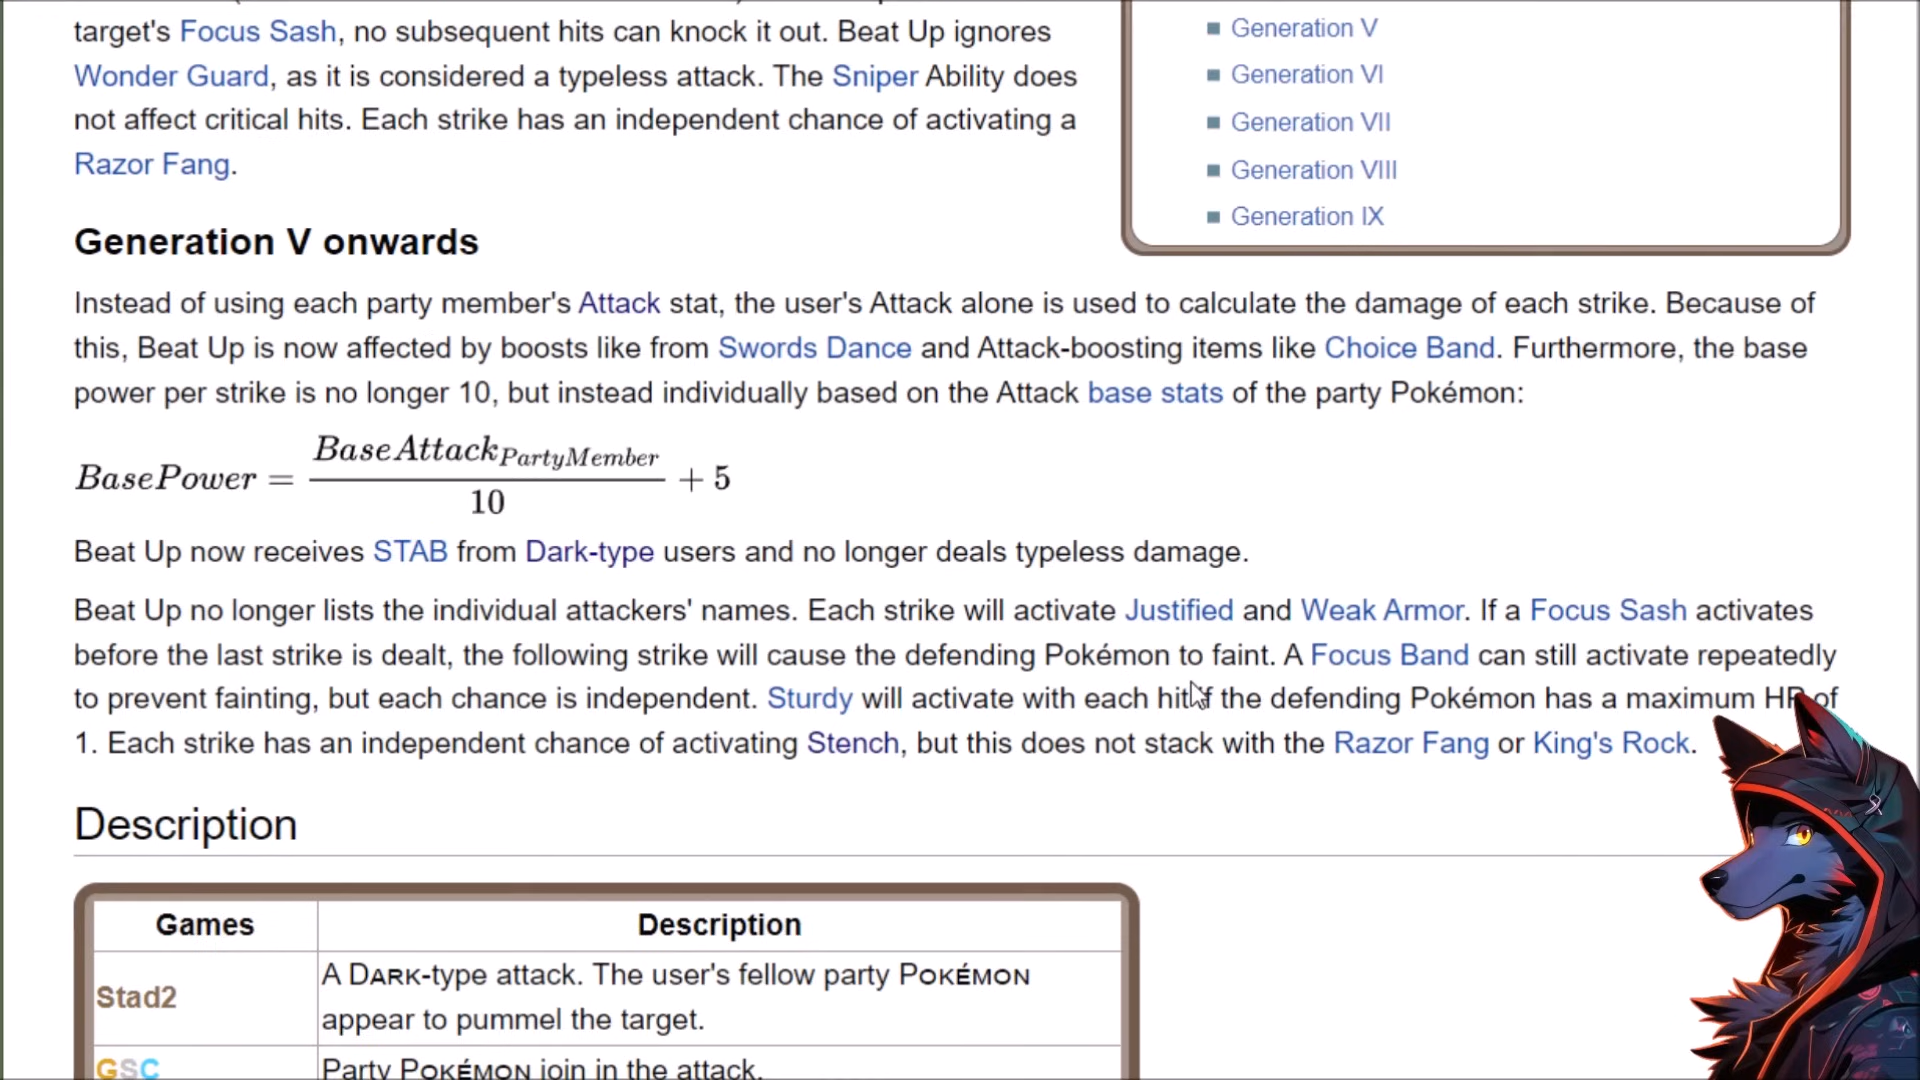 target's Focus Sash, no subsequent hits can knock it out. Beat Up ignores
Wonder Guard, as it is considered a typeless attack. The Sniper Ability does
not affect critical hits. Each strike has an independent chance of activating a
Razor Fang.
Generation V
Generation VI
Generation VII
Generation VIII
Generation IX
Generation V onwards
Instead of using each party member's Attack stat, the user's Attack alone is used to calculate the damage of each strike. Because of
this, Beat Up is now affected by boosts like from Swords Dance and Attack-boosting items like Choice Band. Furthermore, the base
power per strike is no longer 10, but instead individually based on the Attack base stats of the party Pokémon:
BasePower = BaseAttack_PartyMember / 10 + 5
Beat Up now receives STAB from Dark-type users and no longer deals typeless damage.
Beat Up no longer lists the individual attackers' names. Each strike will activate Justified and Weak Armor. If a Focus Sash activates
before the last strike is dealt, the following strike will cause the defending Pokémon to faint. A Focus Band can still activate repeatedly
to prevent fainting, but each chance is independent. Sturdy will activate with each hit if the defending Pokémon has a maximum HP of
1. Each strike has an independent chance of activating Stench, but this does not stack with the Razor Fang or King's Rock.
Description
Games Description
Stad2 A DARK-type attack. The user's fellow party POKÉMON
appear to pummel the target.
GSC Party POKÉMON join in the attack.